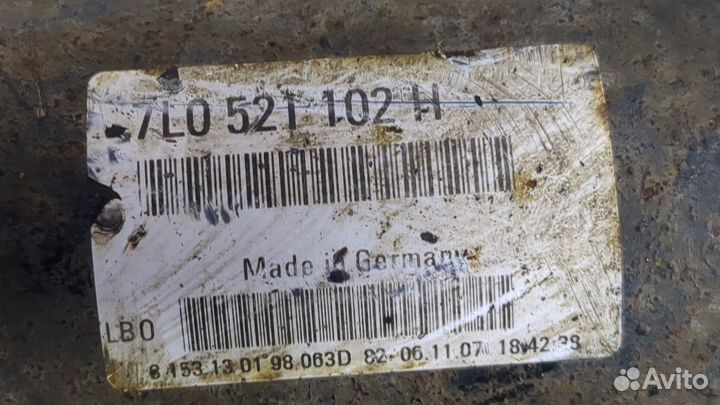 7L0 521 102 H
Made in Germany
LB0
8 153 13 01 98 063D 82 06.11.07 18:42:38
Avito